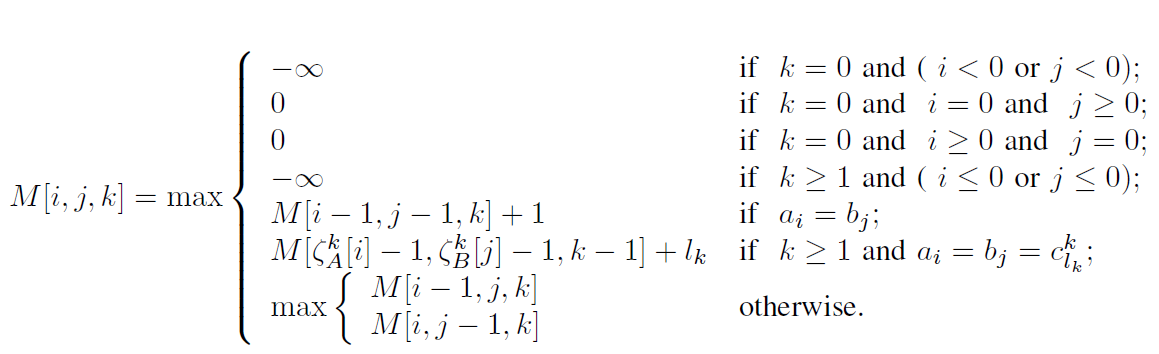 M[i, j, k] = max { −∞ if k = 0 and ( i < 0 or j < 0);
0 if k = 0 and i = 0 and j ≥ 0;
0 if k = 0 and i ≥ 0 and j = 0;
−∞ if k ≥ 1 and ( i ≤ 0 or j ≤ 0);
M[i − 1, j − 1, k] + 1 if a_i = b_j;
M[ζ_A^k[i] − 1, ζ_B^k[j] − 1, k − 1] + l_k if k ≥ 1 and a_i = b_j = c_{l_k}^k;
max { M[i − 1, j, k]
M[i, j − 1, k] otherwise.